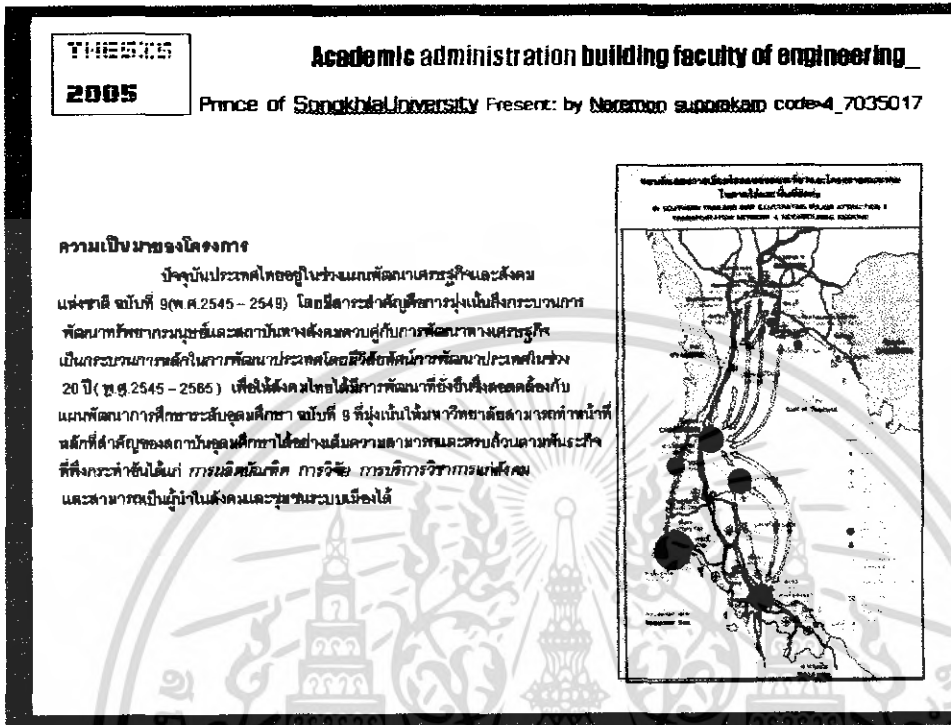 THESIS
2005
Academic administration building faculty of engineering_
Prince of SongkhlaUniversity Present: by Naremon supomkarn code>4_7035017
ความเป็นมาของโครงการ
ปัจจุบันประเทศไทยอยู่ในช่วงแผนพัฒนาเศรษฐกิจและสังคม
แห่งชาติ ฉบับที่ 9(พ.ศ.2545 – 2549) โดยมีสาระสำคัญคือการมุ่งเน้นถึงกระบวนการ
พัฒนาทรัพยากรมนุษย์และสถาบันทางสังคมควบคู่กับการพัฒนาทางเศรษฐกิจ
เป็นกระบวนการหลักในการพัฒนาประเทศโดยมีวิสัยทัศน์การพัฒนาประเทศในช่วง
20 ปี( พ.ศ.2545 – 2565 ) เพื่อให้สังคมไทยได้มีการพัฒนาที่ยั่งยืนซึ่งสอดคล้องกับ
แผนพัฒนาการศึกษาระดับอุดมศึกษา ฉบับที่ 9 ที่มุ่งเน้นให้มหาวิทยาลัยสามารถทำหน้าที่
หลักที่สำคัญของสถาบันอุดมศึกษาได้อย่างเต็มความสามารถและครบถ้วนตามพันธะกิจ
ที่พึงกระทำอันได้แก่ การผลิตบัณฑิต การวิจัย การบริการวิชาการแก่สังคม
และสามารถเป็นผู้นำในสังคมและชุมชนระบบเมืองได้
SOUTHERN THAILAND MAP ILLUSTRATING MAJOR ATTRACTION &
TRANSPORTATION NETWORK & NEIGHBOURING REGIONS
Gulf of Thailand